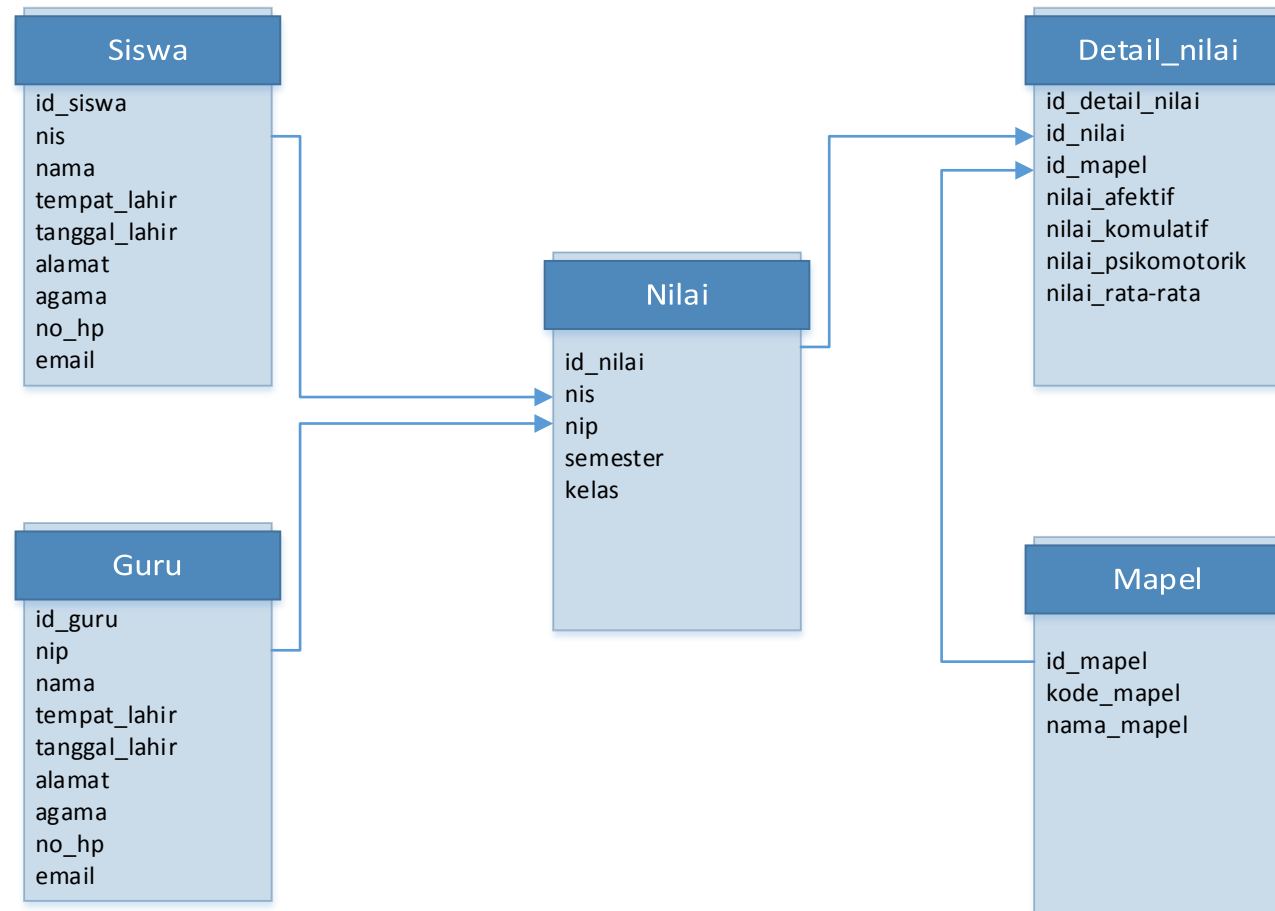 Siswa
id_siswa
nis
nama
tempat_lahir
tanggal_lahir
alamat
agama
no_hp
email
Guru
id_guru
nip
nama
tempat_lahir
tanggal_lahir
alamat
agama
no_hp
email
Nilai
id_nilai
nis
nip
semester
kelas
Detail_nilai
id_detail_nilai
id_nilai
id_mapel
nilai_afektif
nilai_komulatif
nilai_psikomotorik
nilai_rata-rata
Mapel
id_mapel
kode_mapel
nama_mapel